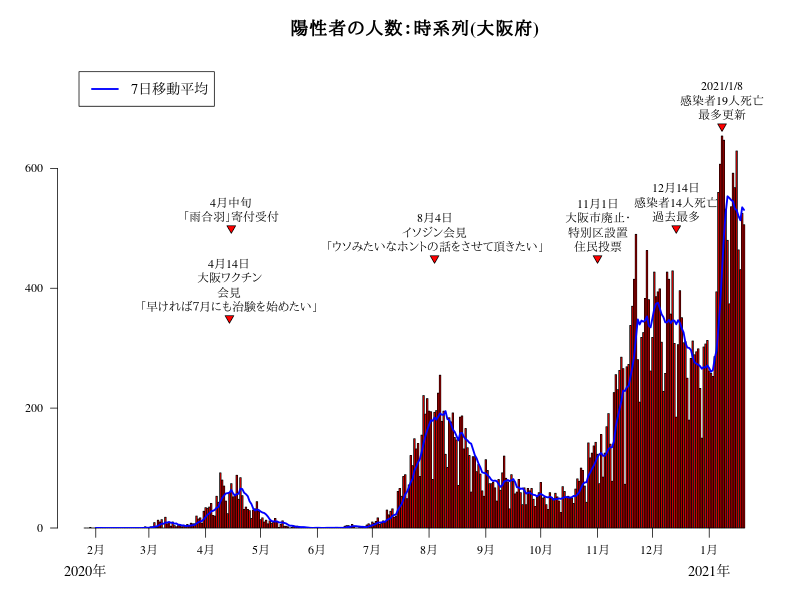 陽性者の人数：時系列(大阪府)
7日移動平均
2021/1/8
感染者19人死亡
最多更新
4月中旬
「雨合羽」寄付受付
4月14日
大阪ワクチン
会見
「早ければ7月にも治験を始めたい」
8月4日
イソジン会見
「ウソみたいなホントの話をさせて頂きたい」
11月1日
大阪市廃止・
特別区設置
住民投票
12月14日
感染者14人死亡
過去最多
600
400
200
0
2月 3月 4月 5月 6月 7月 8月 9月 10月 11月 12月 1月
2020年 2021年